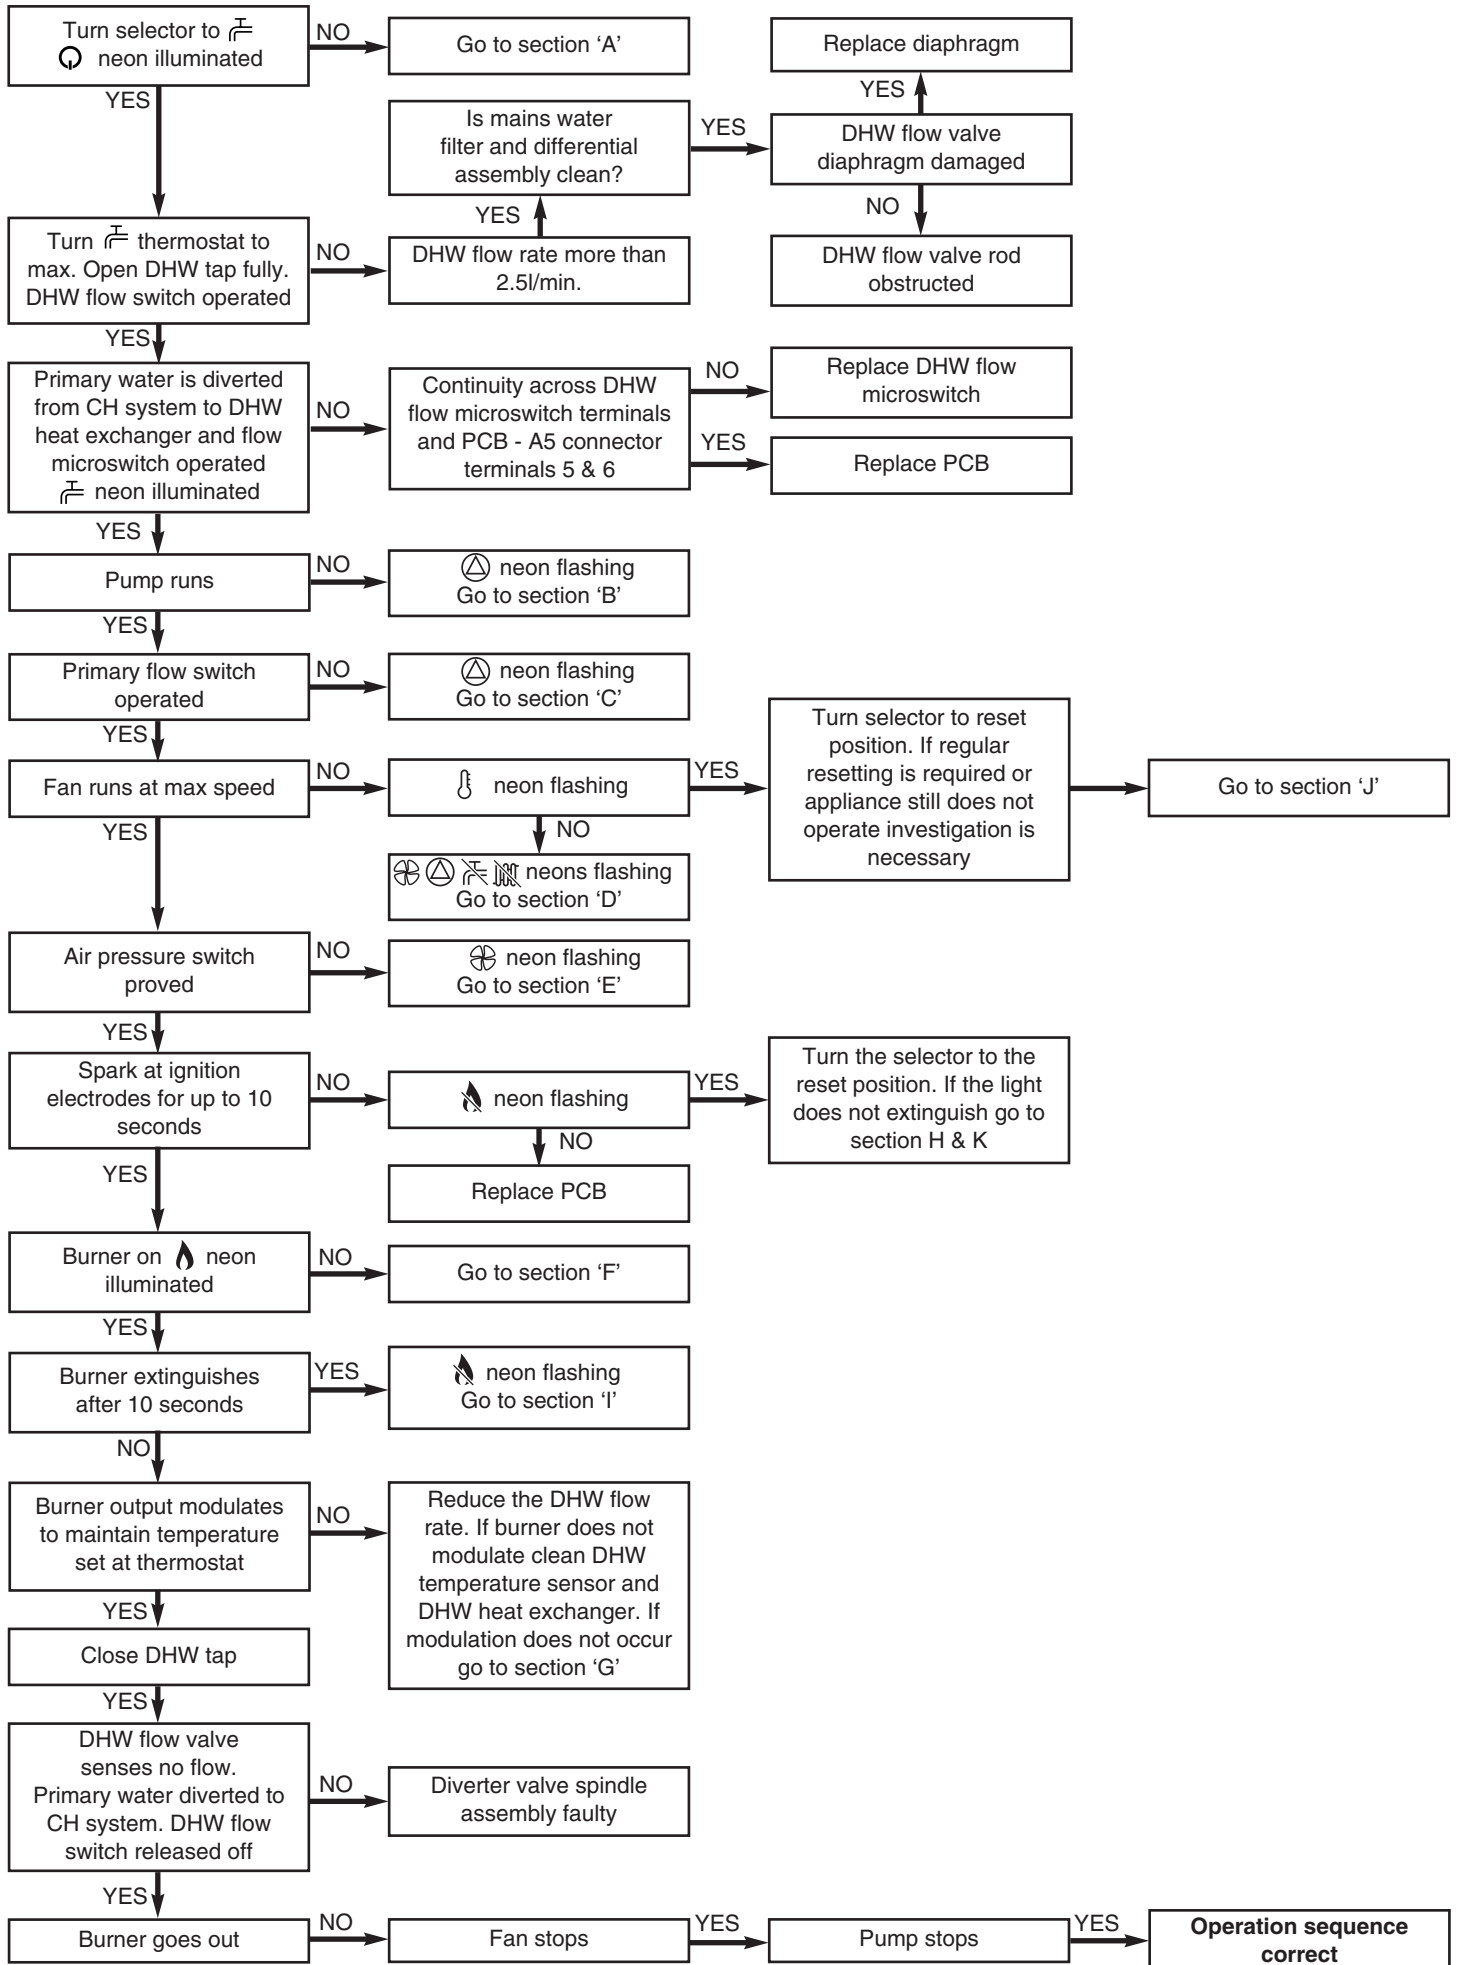 Turn selector to
neon illuminated
NO
Go to section ‘A’
YES
Replace diaphragm
YES
Is mains water
filter and differential
assembly clean?
YES
DHW flow valve
diaphragm damaged
YES
NO
Turn thermostat to
max. Open DHW tap fully.
DHW flow switch operated
NO
DHW flow rate more than
2.5l/min.
DHW flow valve rod
obstructed
YES
Primary water is diverted
from CH system to DHW
heat exchanger and flow
microswitch operated
neon illuminated
NO
Continuity across DHW
flow microswitch terminals
and PCB - A5 connector
terminals 5 & 6
NO
Replace DHW flow
microswitch
YES
Replace PCB
YES
Pump runs
NO
neon flashing
Go to section ‘B’
YES
Primary flow switch
operated
NO
neon flashing
Go to section ‘C’
YES
Fan runs at max speed
NO
neon flashing
YES
Turn selector to reset
position. If regular
resetting is required or
appliance still does not
operate investigation is
necessary
Go to section ‘J’
YES
NO
neons flashing
Go to section ‘D’
Air pressure switch
proved
NO
neon flashing
Go to section ‘E’
YES
Spark at ignition
electrodes for up to 10
seconds
NO
neon flashing
YES
Turn the selector to the
reset position. If the light
does not extinguish go to
section H & K
YES
NO
Replace PCB
Burner on neon
illuminated
NO
Go to section ‘F’
YES
Burner extinguishes
after 10 seconds
YES
neon flashing
Go to section ‘I’
NO
Burner output modulates
to maintain temperature
set at thermostat
NO
Reduce the DHW flow
rate. If burner does not
modulate clean DHW
temperature sensor and
DHW heat exchanger. If
modulation does not occur
go to section ‘G’
YES
Close DHW tap
YES
DHW flow valve
senses no flow.
Primary water diverted to
CH system. DHW flow
switch released off
NO
Diverter valve spindle
assembly faulty
YES
Burner goes out
NO
Fan stops
YES
Pump stops
YES
Operation sequence
correct